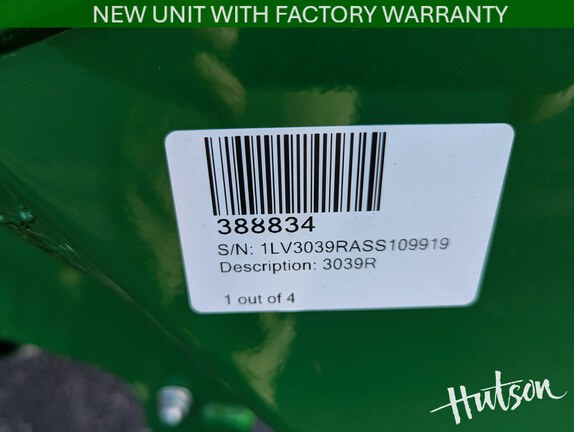 NEW UNIT WITH FACTORY WARRANTY
388834
S/N: 1LV3039RASS109919
Description: 3039R
1 out of 4
Hutson